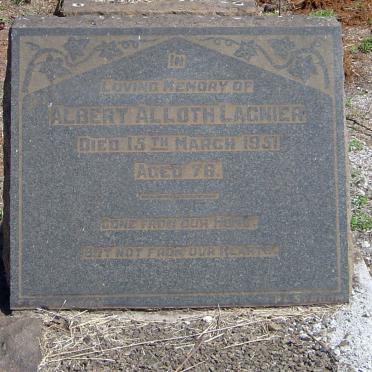 IN
LOVING MEMORY OF
ALBERT ALLOTH LAGNIER
DIED 15TH MARCH 1951
AGED 76.
GONE FROM OUR HOME
BUT NOT FROM OUR HEARTS.